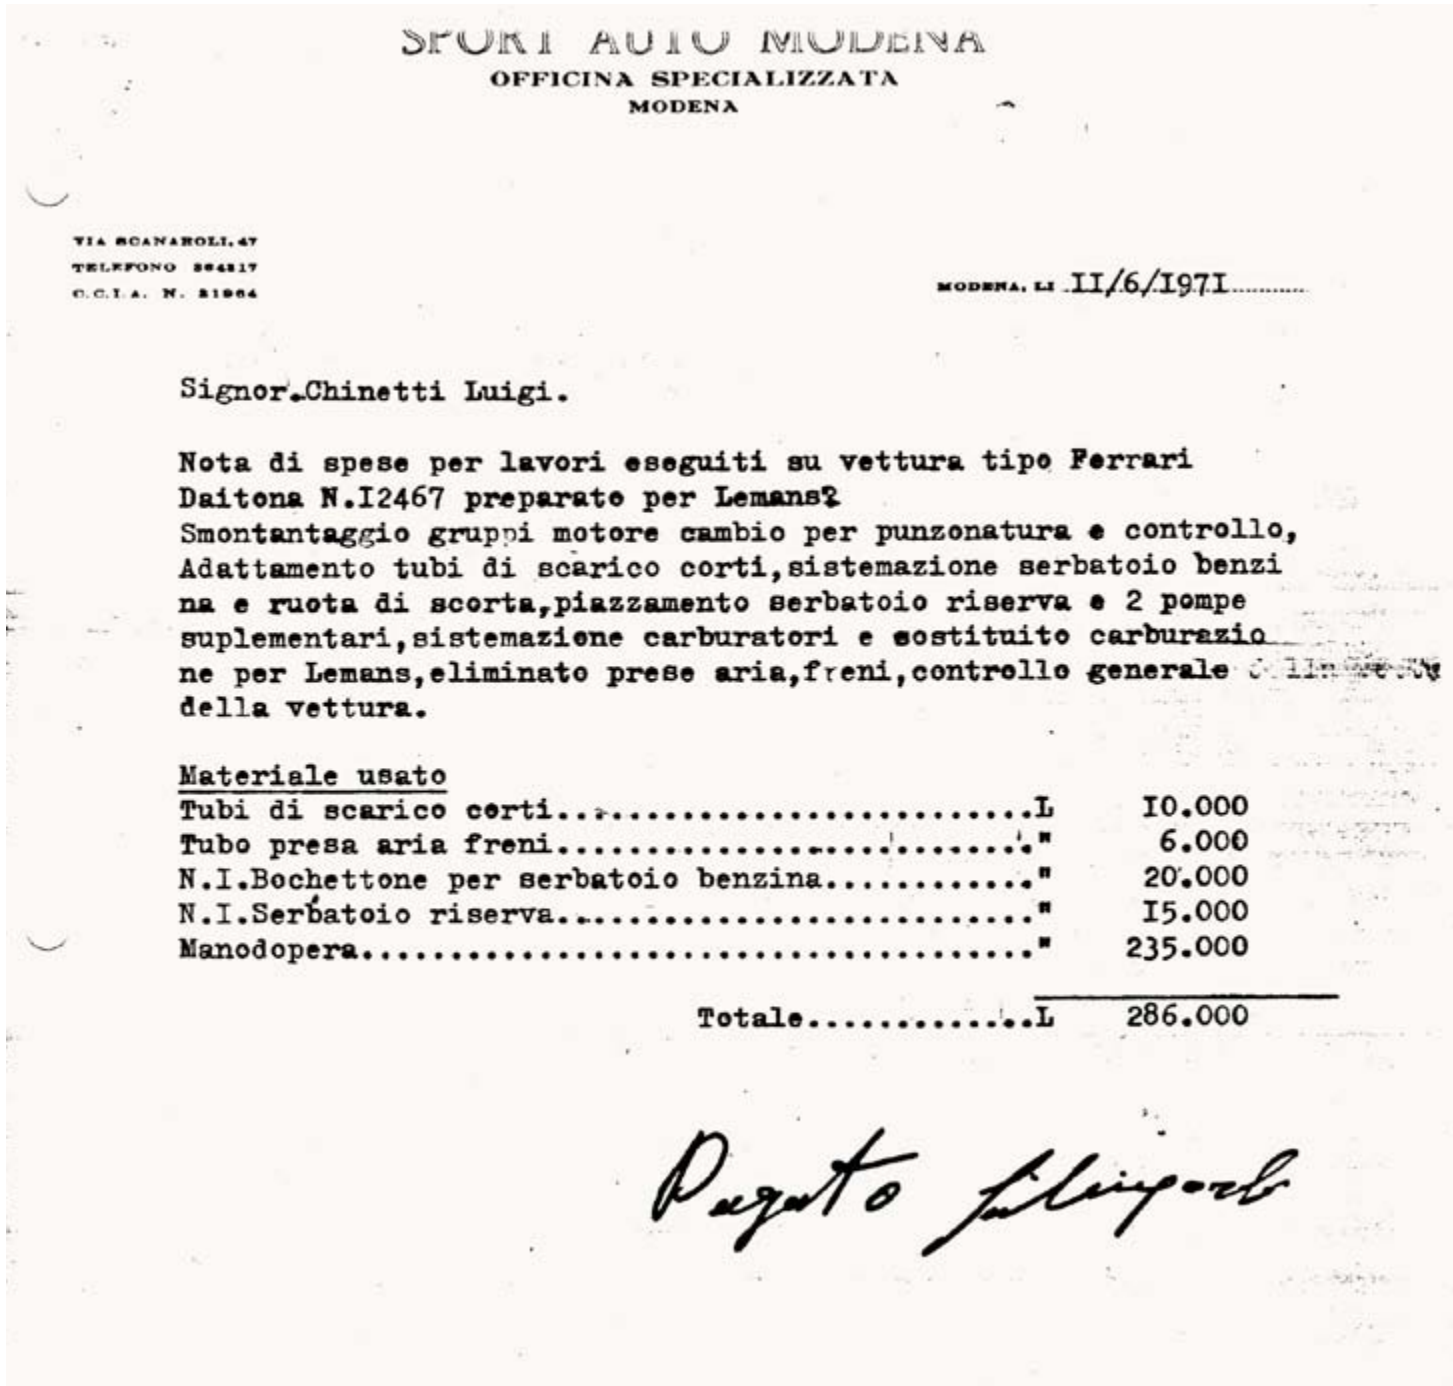 SPORT AUTO MODENA
OFFICINA SPECIALIZZATA
MODENA
VIA SCANAROLI, 47
TELEFONO
C.C.I.A. N.
MODENA, LI II/6/I97I
Signor.Chinetti Luigi.
Nota di spese per lavori eseguiti su vettura tipo Ferrari
Daitona N.I2467 preparato per Lemans
Smontantaggio gruppi motore cambio per punzonatura e controllo,
Adattamento tubi di scarico corti,sistemazione serbatoio benzi
na e ruota di scorta,piazzamento serbatoio riserva e 2 pompe
suplementari,sistemazione carburatori e sostituito carburazio
ne per Lemans,eliminato prese aria,freni,controllo generale
della vettura.
Materiale usato
Tubi di scarico corti...........................L I0.000
Tubo presa aria freni..........................." 6.000
N.I.Bochettone per serbatoio benzina............" 20.000
N.I.Serbatoio riserva..........................." I5.000
Manodopera......................................" 235.000
Totale.............L 286.000
Pagato